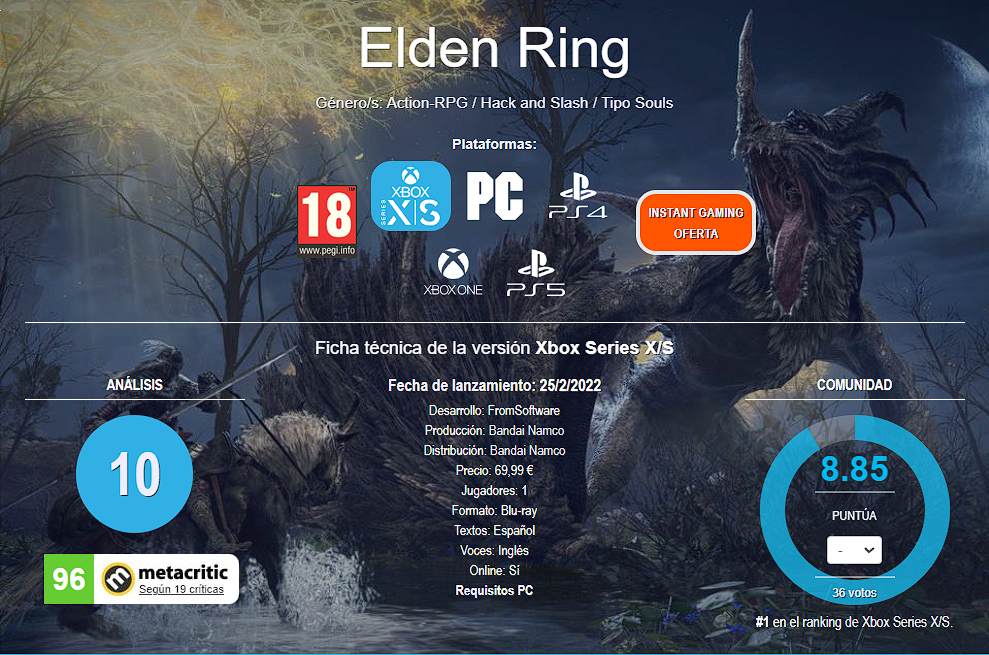 Elden Ring
Género/s: Action-RPG / Hack and Slash / Tipo Souls
Plataformas:
18
www.pegi.info
XBOX
SERIES X|S
PC
PS4
INSTANT GAMING
OFERTA
XBOX ONE
PS5
Ficha técnica de la versión Xbox Series X/S
ANÁLISIS
10
96
metacritic
Según 19 críticas
Fecha de lanzamiento: 25/2/2022
Desarrollo: FromSoftware
Producción: Bandai Namco
Distribución: Bandai Namco
Precio: 69,99 €
Jugadores: 1
Formato: Blu-ray
Textos: Español
Voces: Inglés
Online: Sí
Requisitos PC
COMUNIDAD
8.85
PUNTÚA
-
36 votos
#1 en el ranking de Xbox Series X/S.